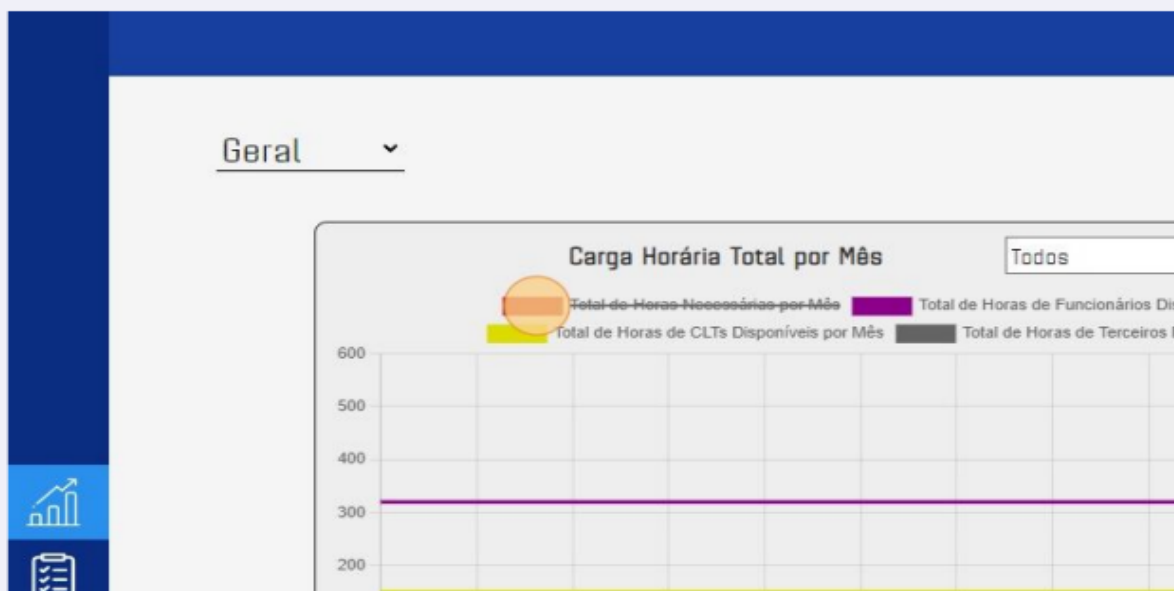 Geral
Carga Horária Total por Mês
Todos
Total de Horas Necessárias por Mês Total de Horas de Funcionários
Total de Horas de CLTs Disponíveis por Mês Total de Horas de Terceiros
600
500
400
300
200